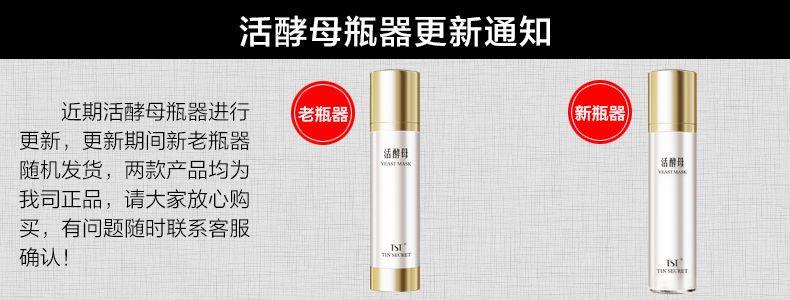 活酵母瓶器更新通知
近期活酵母瓶器进行
更新，更新期间新老瓶器
随机发货，两款产品均为
我司正品，请大家放心购
买，有问题随时联系客服
确认！
老瓶器
活酵母
YEAST MASK
TST
TIN'SECRET
新瓶器
活酵母
YEAST MASK
TST
TIN'SECRET